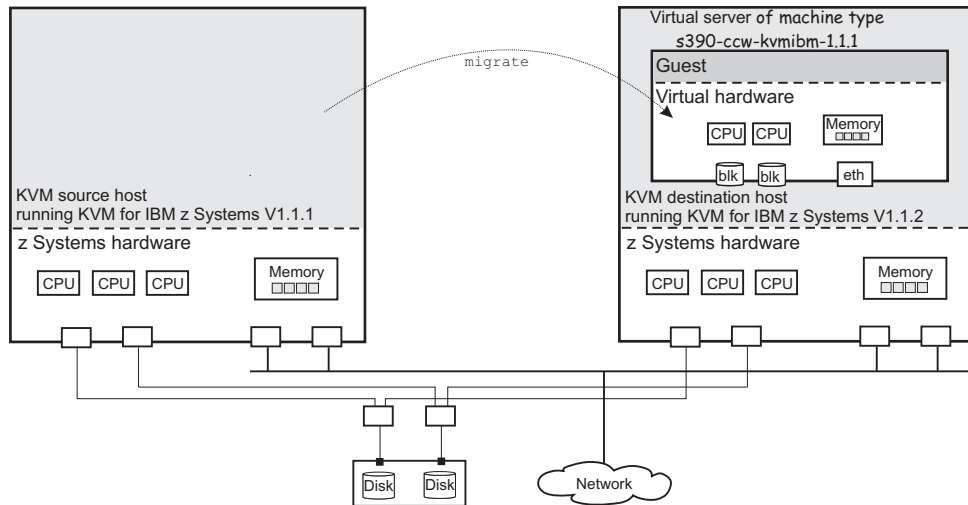 KVM source host
running KVM for IBM z Systems V1.1.1
z Systems hardware
CPU
CPU
CPU
Memory
migrate
Virtual server of machine type
s390-ccw-kvmibm-1.1.1
Guest
Virtual hardware
CPU
CPU
Memory
blk
blk
eth
KVM destination host
running KVM for IBM z Systems V1.1.2
z Systems hardware
CPU
CPU
CPU
Memory
Disk
Disk
Network